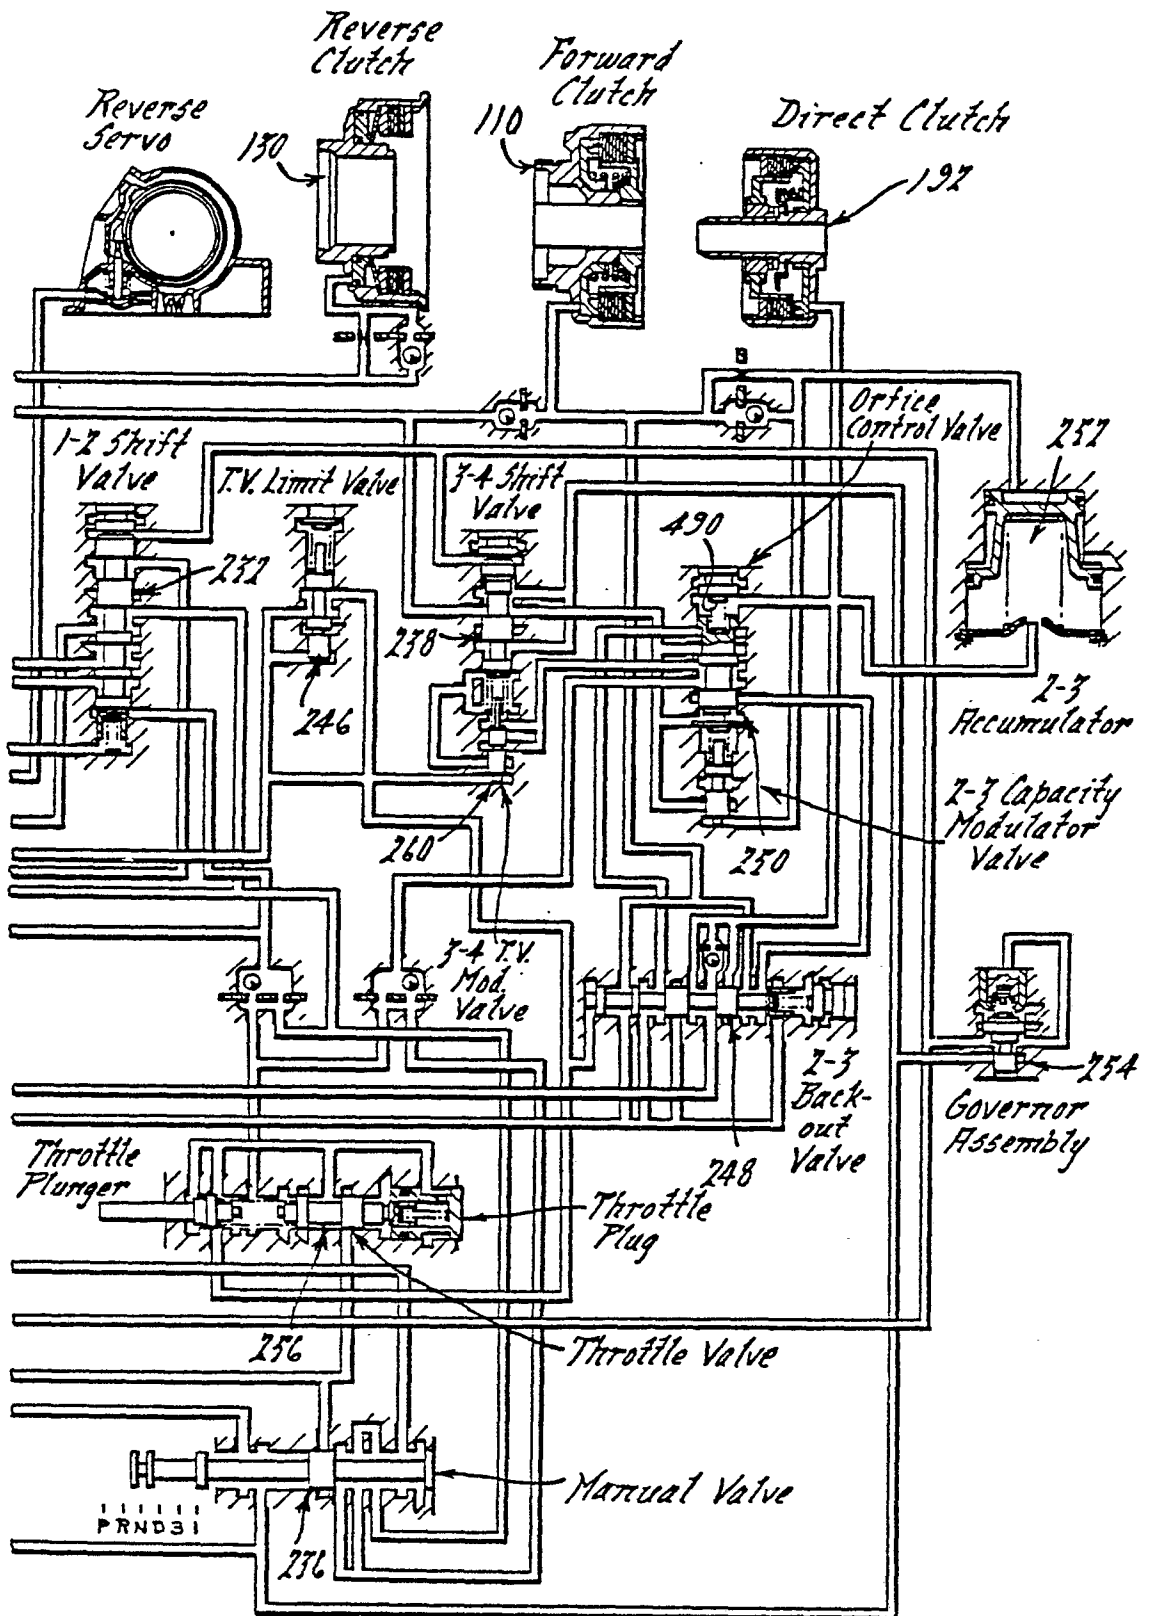 Reverse
Clutch
Forward
Clutch
Reverse
Servo
130
110
Direct Clutch
192
Orfice
Control Valve
252
1-2 Shift
Valve
T.V. Limit Valve
3-4 Shift
Valve
490
232
238
246
2-3
Accumulator
260
250
2-3 Capacity
Modulator
Valve
3-4 T.V.
Mod.
Valve
2-3
Back-
out
Valve
248
254
Governor
Assembly
Throttle
Plunger
Throttle
Plug
256
Throttle Valve
Manual Valve
PRND31
236